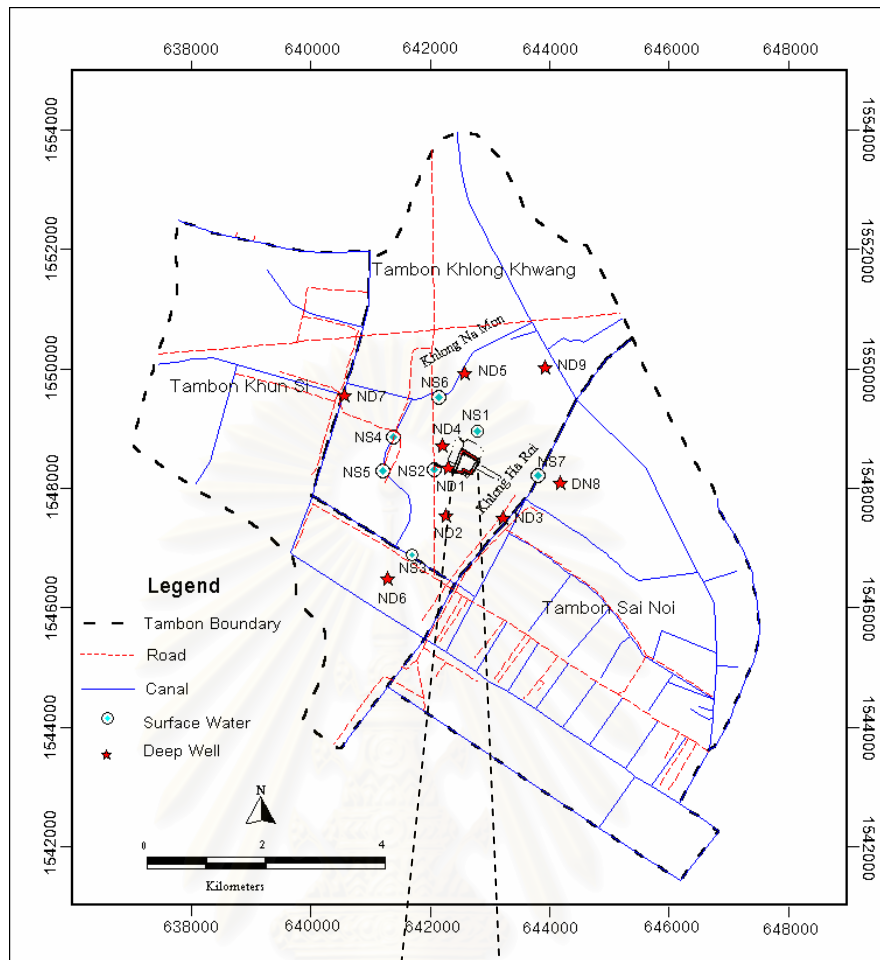 638000 640000 642000 644000 646000 648000
1554000 1554000
1552000 1552000
Tambon Khlong Khwang
Khlong Na Mon
1550000 1550000
Tambon Khun Si
ND7
NS6
ND5
ND9
NS1
NS4
ND4
NS5
NS2
ND1
Khlong Ha Roi
NS7
DN8
1548000 1548000
ND2
ND3
NS3
ND6
1546000 1546000
Tambon Sai Noi
Legend
Tambon Boundary
Road
Canal
Surface Water
Deep Well
1544000 1544000
N
0 2 4
Kilometers
1542000 1542000
638000 640000 642000 644000 646000 648000